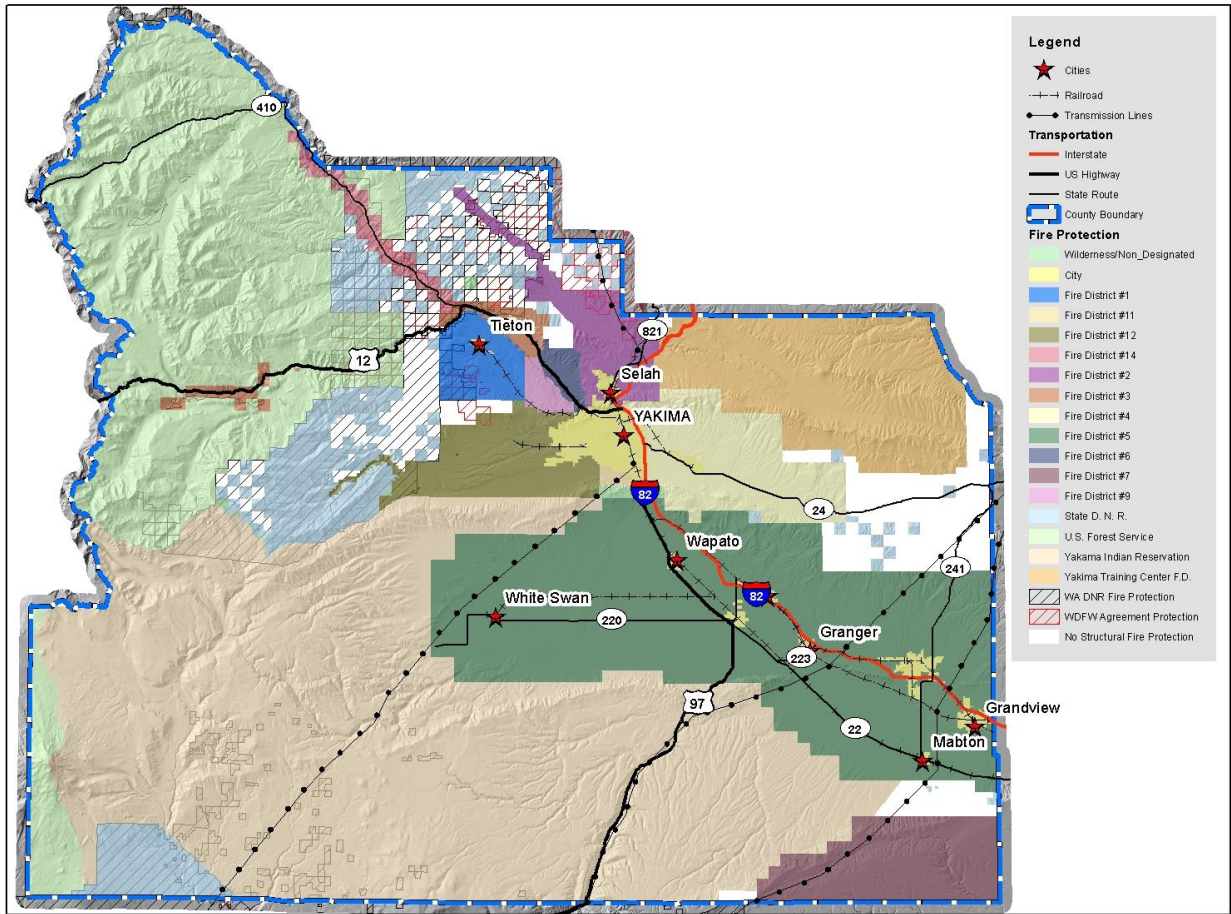 410
12
Tieton
821
Selah
YAKIMA
82
24
Wapato
241
82
White Swan
220
Granger
223
97
Grandview
22
Mabton
Legend
Cities
Railroad
Transmission Lines
Transportation
Interstate
US Highway
State Route
County Boundary
Fire Protection
Wilderness/Non_Designated
City
Fire District #1
Fire District #11
Fire District #12
Fire District #14
Fire District #2
Fire District #3
Fire District #4
Fire District #5
Fire District #6
Fire District #7
Fire District #9
State D. N. R.
U.S. Forest Service
Yakama Indian Reservation
Yakima Training Center F.D.
WA DNR Fire Protection
WDFW Agreement Protection
No Structural Fire Protection